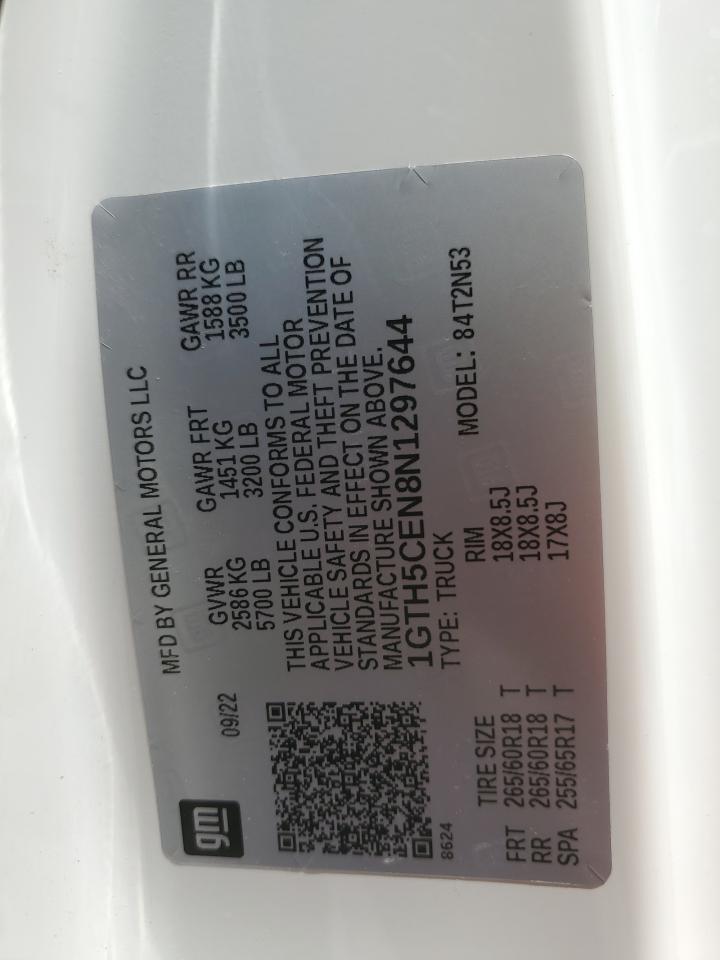 gm
MFD BY GENERAL MOTORS LLC
09/22
GVWR GAWR FRT GAWR RR
2586 KG 1451 KG 1588 KG
5700 LB 3200 LB 3500 LB
THIS VEHICLE CONFORMS TO ALL
APPLICABLE U.S. FEDERAL MOTOR
VEHICLE SAFETY AND THEFT PREVENTION
STANDARDS IN EFFECT ON THE DATE OF
MANUFACTURE SHOWN ABOVE.
1GTH5CEN8N1297644
8624
TYPE: TRUCK MODEL: 84T2N53
TIRE SIZE RIM
FRT 265/60R18 T 18X8.5J
RR 265/60R18 T 18X8.5J
SPA 255/65R17 T 17X8J